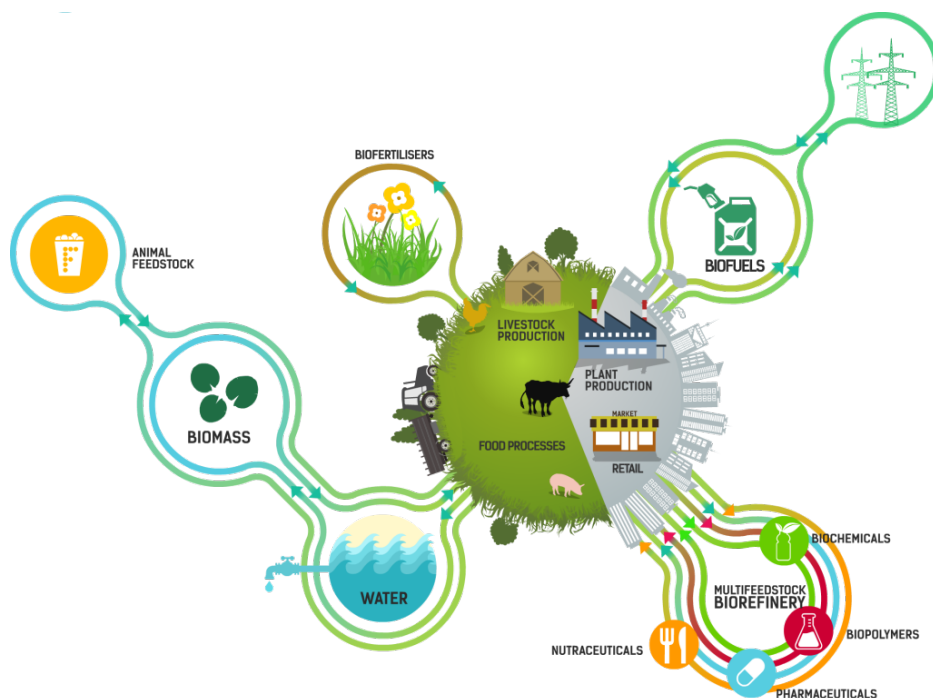 BIOFERTILISERS
ANIMAL
FEEDSTOCK
BIOFUELS
LIVESTOCK
PRODUCTION
PLANT
PRODUCTION
BIOMASS
MARKET
FOOD PROCESSES
RETAIL
BIOCHEMICALS
WATER
MULTIFEEDSTOCK
BIOREFINERY
BIOPOLYMERS
NUTRACEUTICALS
PHARMACEUTICALS